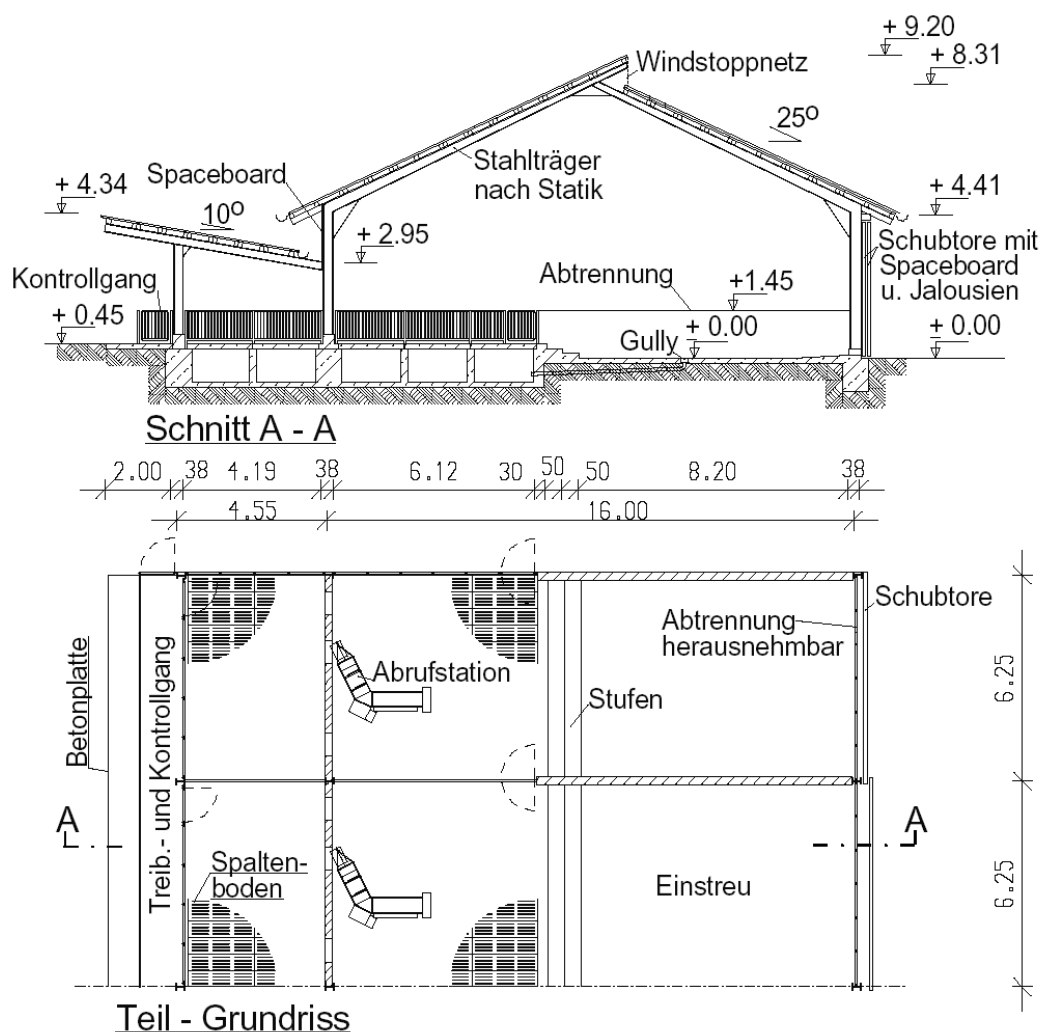 + 9.20
+ 8.31
Windstoppnetz
25°
Stahlträger
nach Statik
Spaceboard
+ 4.34
10°
+ 4.41
+ 2.95
Schubtore mit
Spaceboard
u. Jalousien
Kontrollgang
Abtrennung
+1.45
+ 0.45
Gully
+ 0.00
+ 0.00
Schnitt A - A
2.00 38 4.19 38 6.12 30 50 50 8.20 38
4.55 16.00
Schubtore
Abtrennung
herausnehmbar
Abrufstation
Stufen
Betonplatte
Treib.- und Kontrollgang
6.25
A
A
Spalten-
boden
Einstreu
6.25
Teil - Grundriss